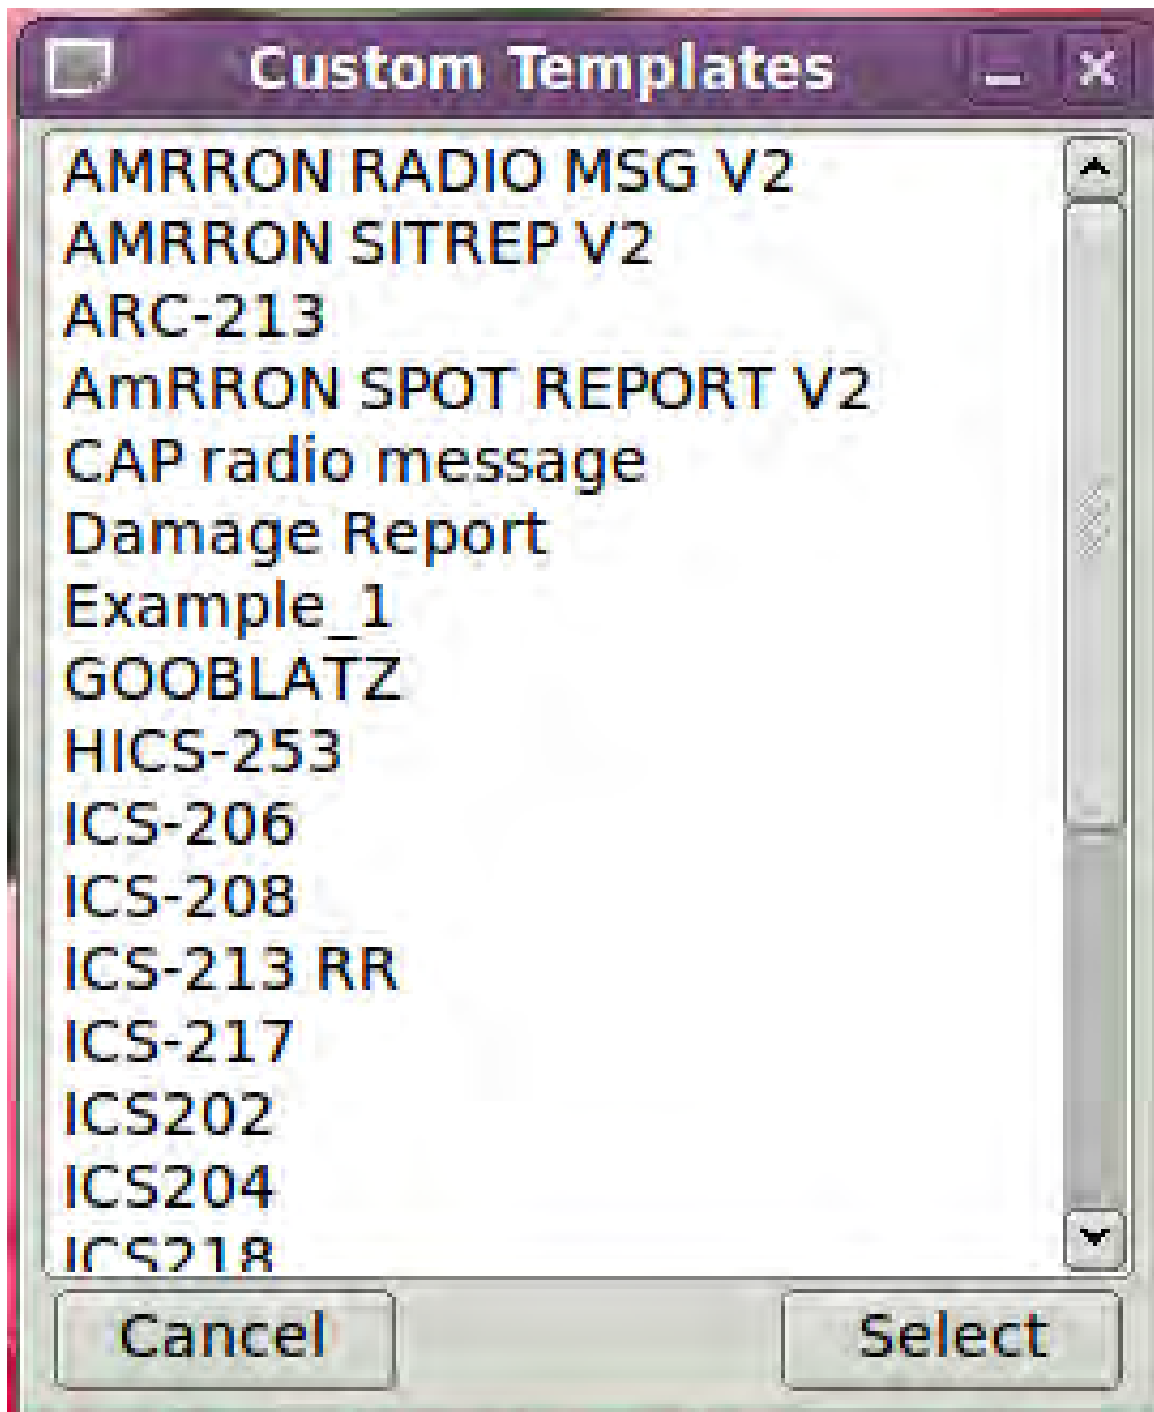 Custom Templates
AMRRON RADIO MSG V2
AMRRON SITREP V2
ARC-213
AmRRON SPOT REPORT V2
CAP radio message
Damage Report
Example_1
GOOBLATZ
HICS-253
ICS-206
ICS-208
ICS-213 RR
ICS-217
ICS202
ICS204
ICS218
Cancel Select